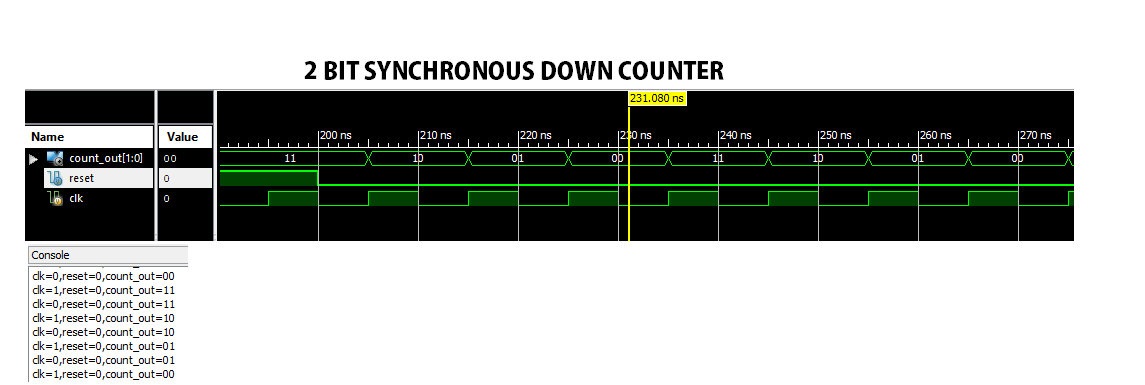 2 BIT SYNCHRONOUS DOWN COUNTER
231.080 ns
Name Value
200 ns 210 ns 220 ns 230 ns 240 ns 250 ns 260 ns 270 ns
count_out[1:0] 00 11 10 01 00 11 10 01 00
reset 0
clk 0
Console
clk=0,reset=0,count_out=00
clk=1,reset=0,count_out=11
clk=0,reset=0,count_out=11
clk=1,reset=0,count_out=10
clk=0,reset=0,count_out=10
clk=1,reset=0,count_out=01
clk=0,reset=0,count_out=01
clk=1,reset=0,count_out=00